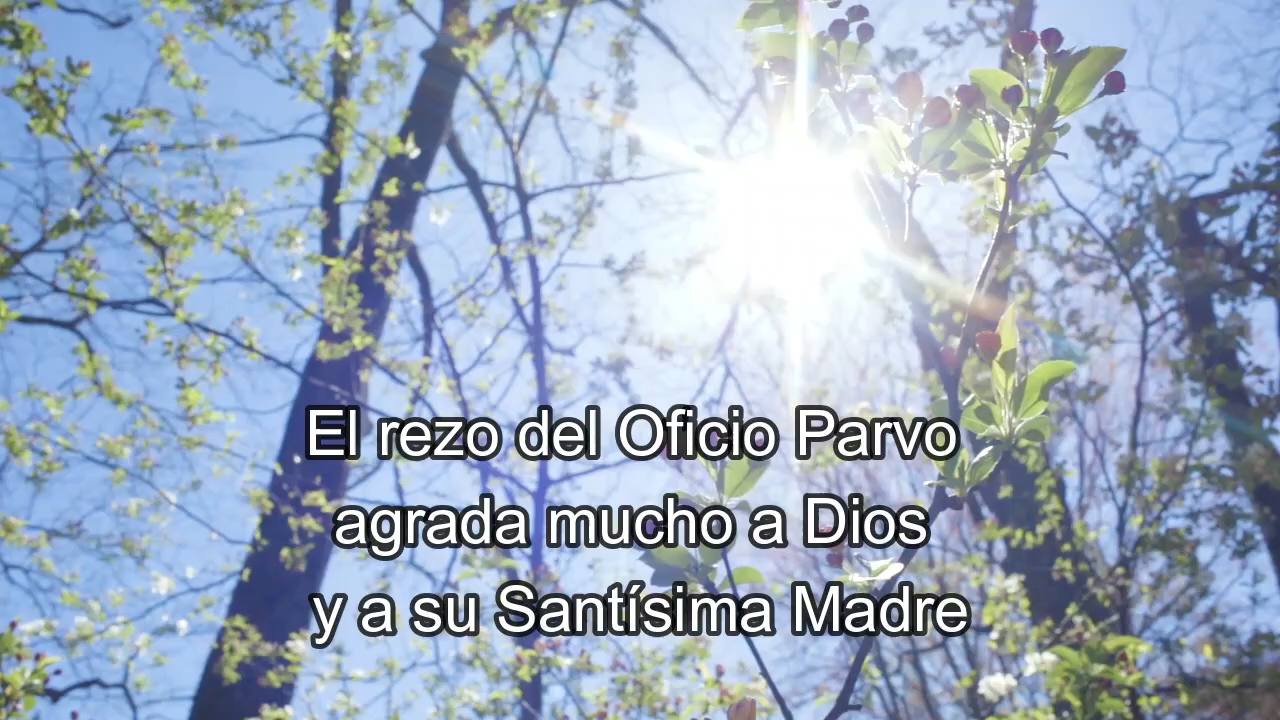 El rezo del Oficio Parvo
agrada mucho a Dios
y a su Santísima Madre